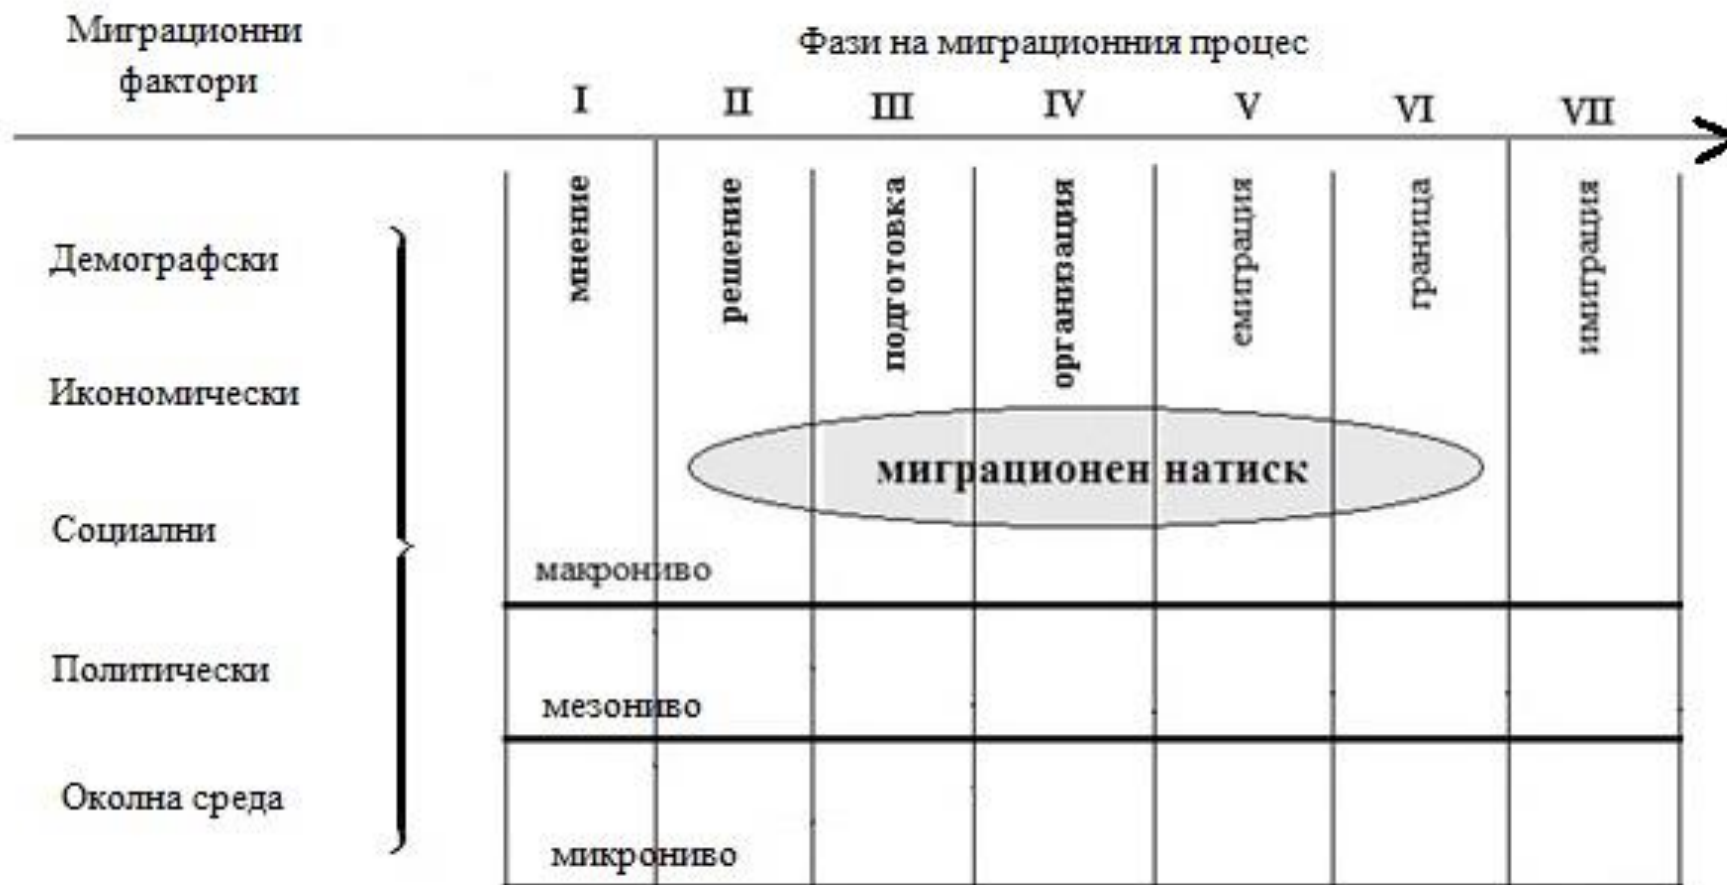 Миграционни
фактори
Фази на миграционния процес
I II III IV V VI VII
мнение
решение
подготовка
организация
емиграция
граница
имиграция
Демографски
Икономически
Социални
Политически
Околна среда
миграционен натиск
макрониво
мезониво
микрониво